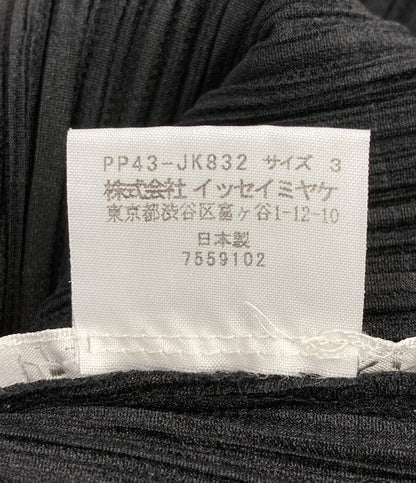 PP43-JK832 サイズ 3
株式会社 イッセイミヤケ
東京都渋谷区富ヶ谷1-12-10
日本製
7559102